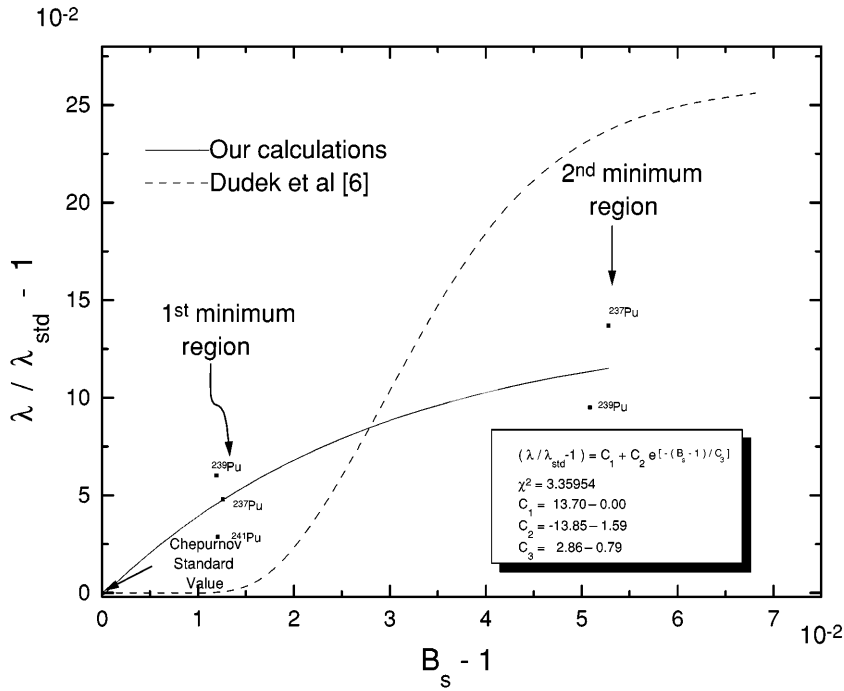 10⁻²
25
20
15
10
5
0
λ / λ std - 1
Our calculations
Dudek et al [6]
2nd minimum
region
1st minimum
region
²³⁷Pu
²³⁹Pu
²³⁹Pu
²³⁷Pu
²⁴¹Pu
Chepurnov
Standard
Value
( λ / λstd-1 ) = C1 + C2 e[ - (Bs - 1 ) / C3 ]
χ² = 3.35954
C1 = 13.70 − 0.00
C2 = -13.85 − 1.59
C3 = 2.86 − 0.79
0 1 2 3 4 5 6 7
10⁻²
Bs - 1